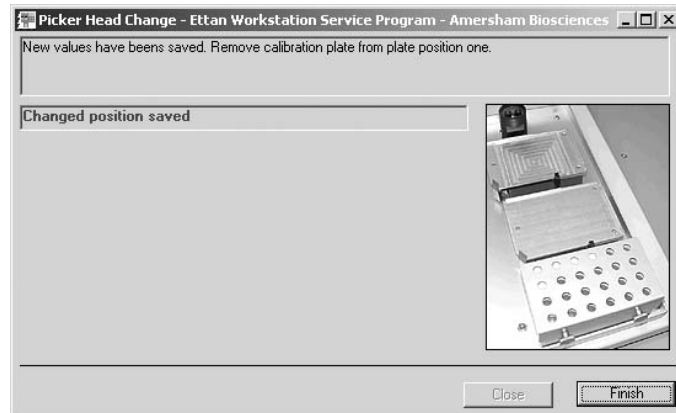 Picker Head Change - Ettan Workstation Service Program - Amersham Biosciences
New values have beens saved. Remove calibration plate from plate position one.
Changed position saved
Close
Finish